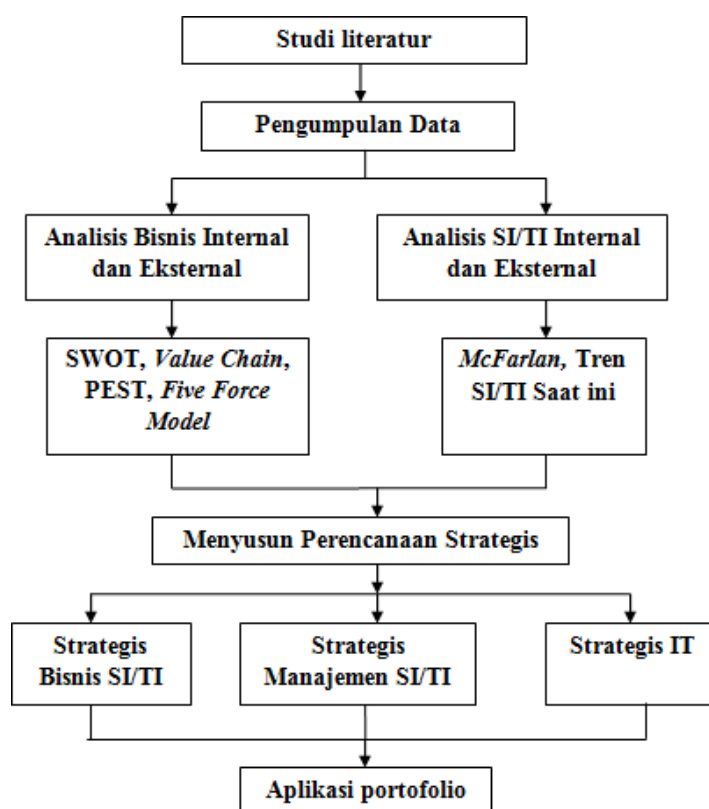 Studi literatur
Pengumpulan Data
Analisis Bisnis Internal
dan Eksternal
Analisis SI/TI Internal
dan Eksternal
SWOT, Value Chain,
PEST, Five Force
Model
McFarlan, Tren
SI/TI Saat ini
Menyusun Perencanaan Strategis
Strategis
Bisnis SI/TI
Strategis
Manajemen SI/TI
Strategis IT
Aplikasi portofolio